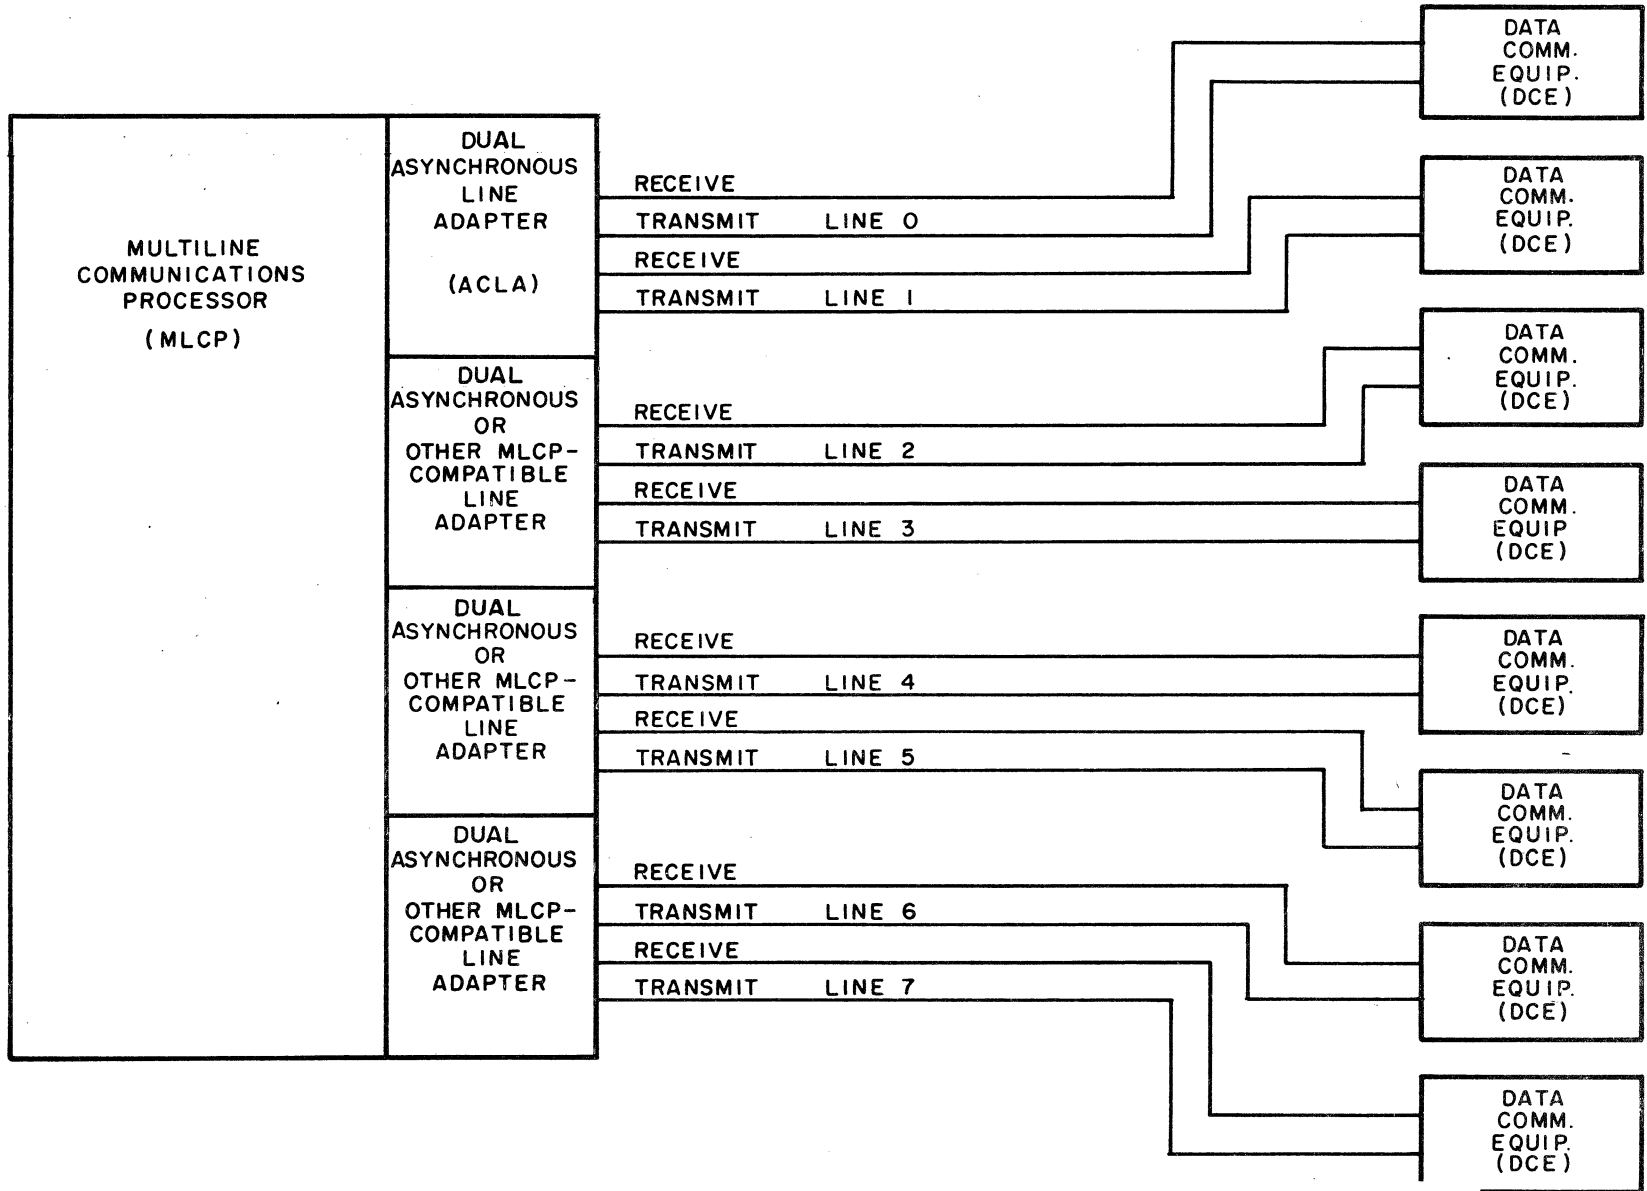 MULTILINE
COMMUNICATIONS
PROCESSOR
(MLCP)
DUAL
ASYNCHRONOUS
LINE
ADAPTER
(ACLA)
DUAL
ASYNCHRONOUS
OR
OTHER MLCP-
COMPATIBLE
LINE
ADAPTER
DUAL
ASYNCHRONOUS
OR
OTHER MLCP-
COMPATIBLE
LINE
ADAPTER
DUAL
ASYNCHRONOUS
OR
OTHER MLCP-
COMPATIBLE
LINE
ADAPTER
RECEIVE
TRANSMIT LINE 0
RECEIVE
TRANSMIT LINE 1
RECEIVE
TRANSMIT LINE 2
RECEIVE
TRANSMIT LINE 3
RECEIVE
TRANSMIT LINE 4
RECEIVE
TRANSMIT LINE 5
RECEIVE
TRANSMIT LINE 6
RECEIVE
TRANSMIT LINE 7
DATA
COMM.
EQUIP.
(DCE)
DATA
COMM.
EQUIP.
(DCE)
DATA
COMM.
EQUIP.
(DCE)
DATA
COMM.
EQUIP
(DCE)
DATA
COMM.
EQUIP.
(DCE)
DATA
COMM.
EQUIP.
(DCE)
DATA
COMM.
EQUIP.
(DCE)
DATA
COMM.
EQUIP.
(DCE)